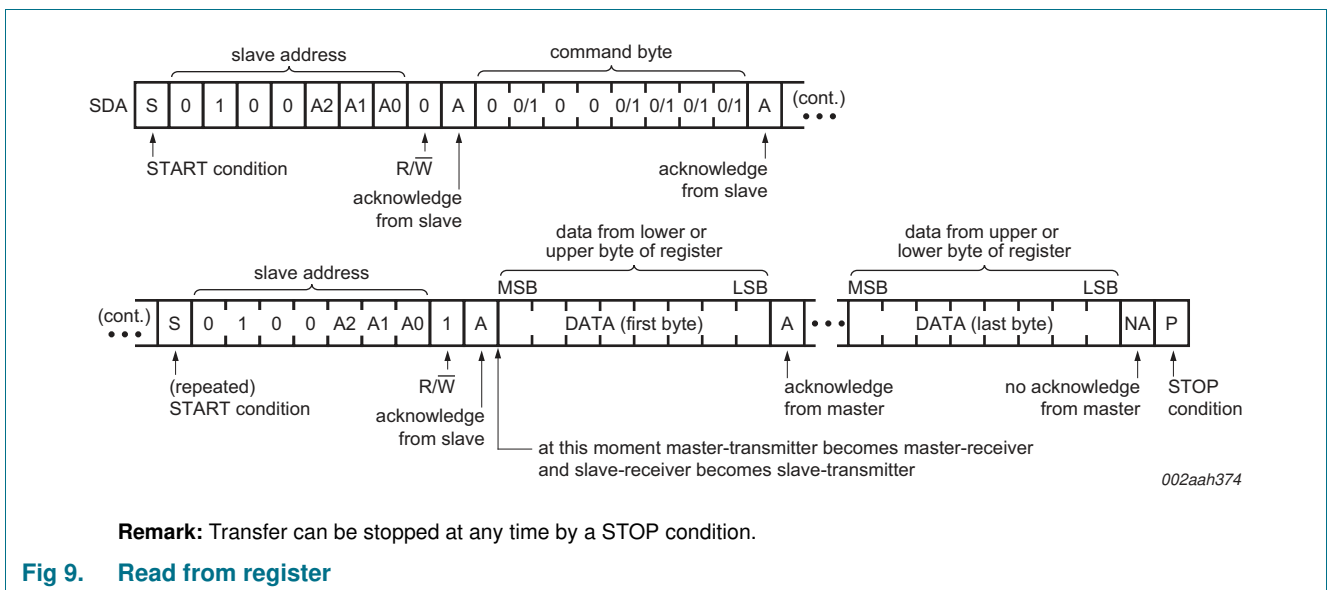 slave address command byte
SDA S 0 1 0 0 A2 A1 A0 0 A 0 0/1 0 0 0/1 0/1 0/1 0/1 A (cont.)
START condition R/W̅ acknowledge
acknowledge from slave
from slave
data from lower or data from upper or
upper byte of register lower byte of register
slave address
MSB LSB MSB LSB
(cont.) S 0 1 0 0 A2 A1 A0 1 A DATA (first byte) A DATA (last byte) NA P
(repeated) R/W̅ acknowledge no acknowledge STOP
START condition acknowledge from master from master condition
from slave
at this moment master-transmitter becomes master-receiver
and slave-receiver becomes slave-transmitter
002aah374
Remark: Transfer can be stopped at any time by a STOP condition.
Fig 9. Read from register